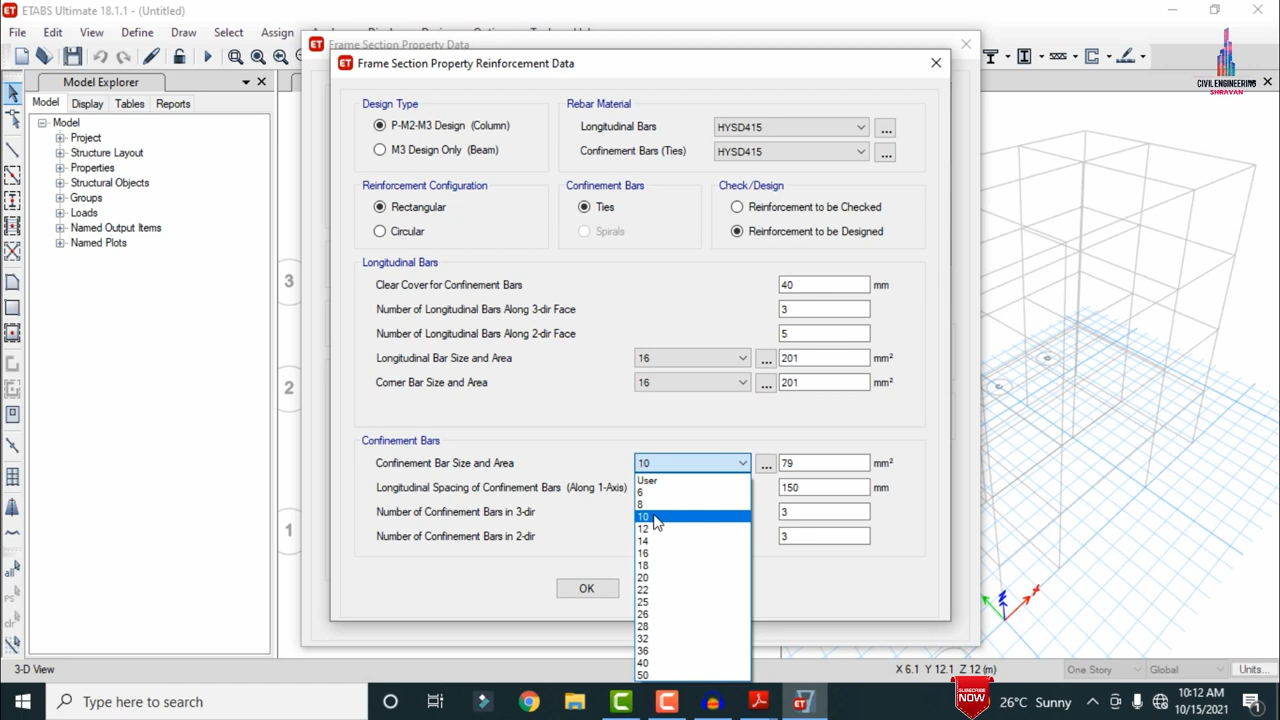 ETABS Ultimate 18.1.1 - (Untitled)
File Edit View Define Draw Select Assign
Frame Section Property Data
Frame Section Property Reinforcement Data
CIVIL ENGINEERING
SHRAVAN
Model Explorer
Model Display Tables Reports
Model
Project
Structure Layout
Properties
Structural Objects
Groups
Loads
Named Output Items
Named Plots
3
2
1
Design Type
P-M2-M3 Design (Column)
M3 Design Only (Beam)
Rebar Material
Longitudinal Bars HYSD415 ...
Confinement Bars (Ties) HYSD415 ...
Reinforcement Configuration
Rectangular
Circular
Confinement Bars
Ties
Spirals
Check/Design
Reinforcement to be Checked
Reinforcement to be Designed
Longitudinal Bars
Clear Cover for Confinement Bars 40 mm
Number of Longitudinal Bars Along 3-dir Face 3
Number of Longitudinal Bars Along 2-dir Face 5
Longitudinal Bar Size and Area 16 ... 201 mm²
Corner Bar Size and Area 16 ... 201 mm²
Confinement Bars
Confinement Bar Size and Area 10 ... 79 mm²
Longitudinal Spacing of Confinement Bars (Along 1-Axis) 150 mm
Number of Confinement Bars in 3-dir 3
Number of Confinement Bars in 2-dir 3
User
6
8
10
12
14
16
18
20
22
25
26
28
32
36
40
50
OK
all
ps
clr
3-D View
X 6.1 Y 12.1 Z 12 (m)
One Story
Global
Units...
Type here to search
SUBSCRIBE
NOW
26°C Sunny
10:12 AM
10/15/2021